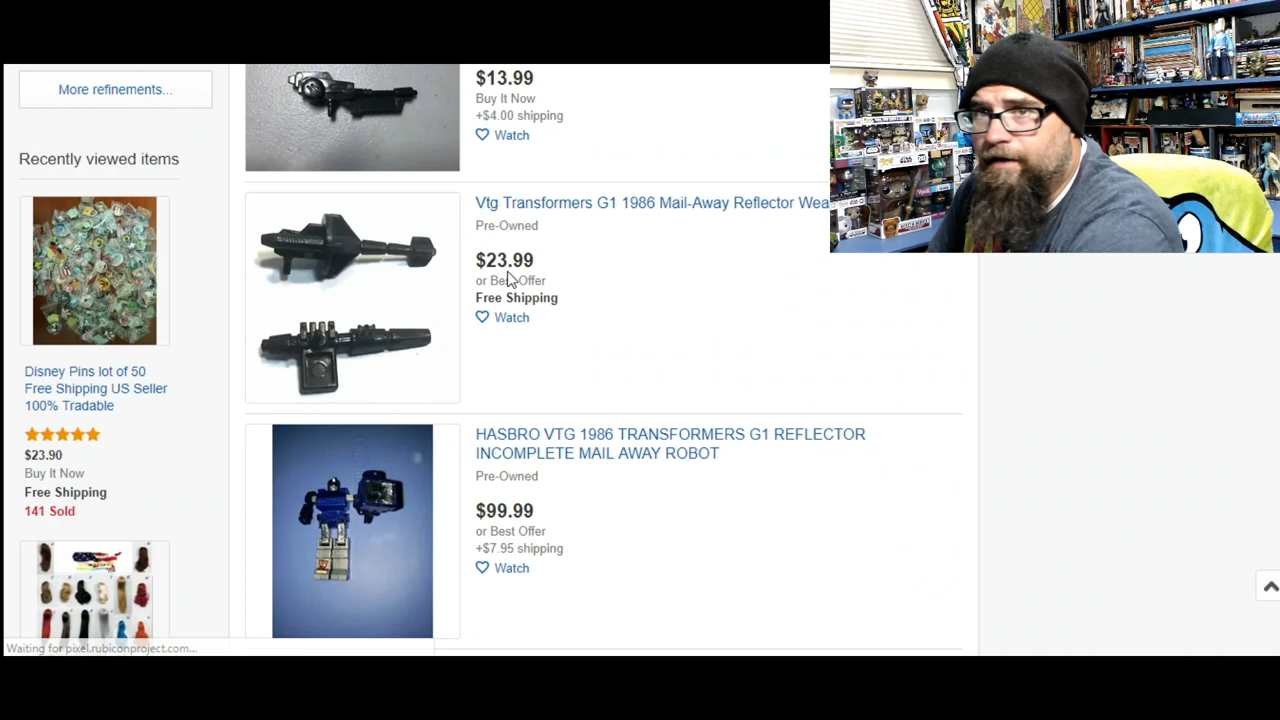 More refinements...
Recently viewed items
Disney Pins lot of 50
Free Shipping US Seller
100% Tradable
$23.90
Buy It Now
Free Shipping
141 Sold
$13.99
Buy It Now
+$4.00 shipping
Watch
Vtg Transformers G1 1986 Mail-Away Reflector Wea
Pre-Owned
$23.99
or Best Offer
Free Shipping
Watch
HASBRO VTG 1986 TRANSFORMERS G1 REFLECTOR
INCOMPLETE MAIL AWAY ROBOT
Pre-Owned
$99.99
or Best Offer
+$7.95 shipping
Watch
Waiting for pixel.rubiconproject.com...